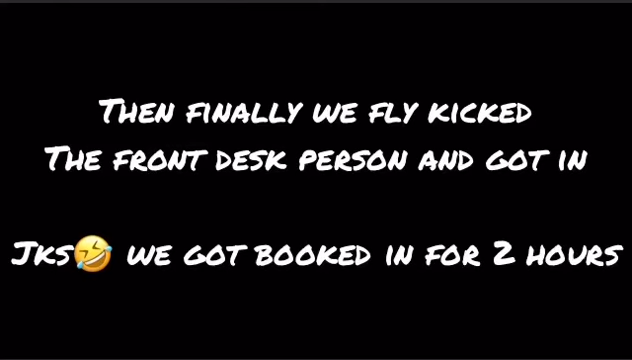 Then finally we fly kicked
The front desk person and got in
Jks🤣 we got booked in for 2 hours